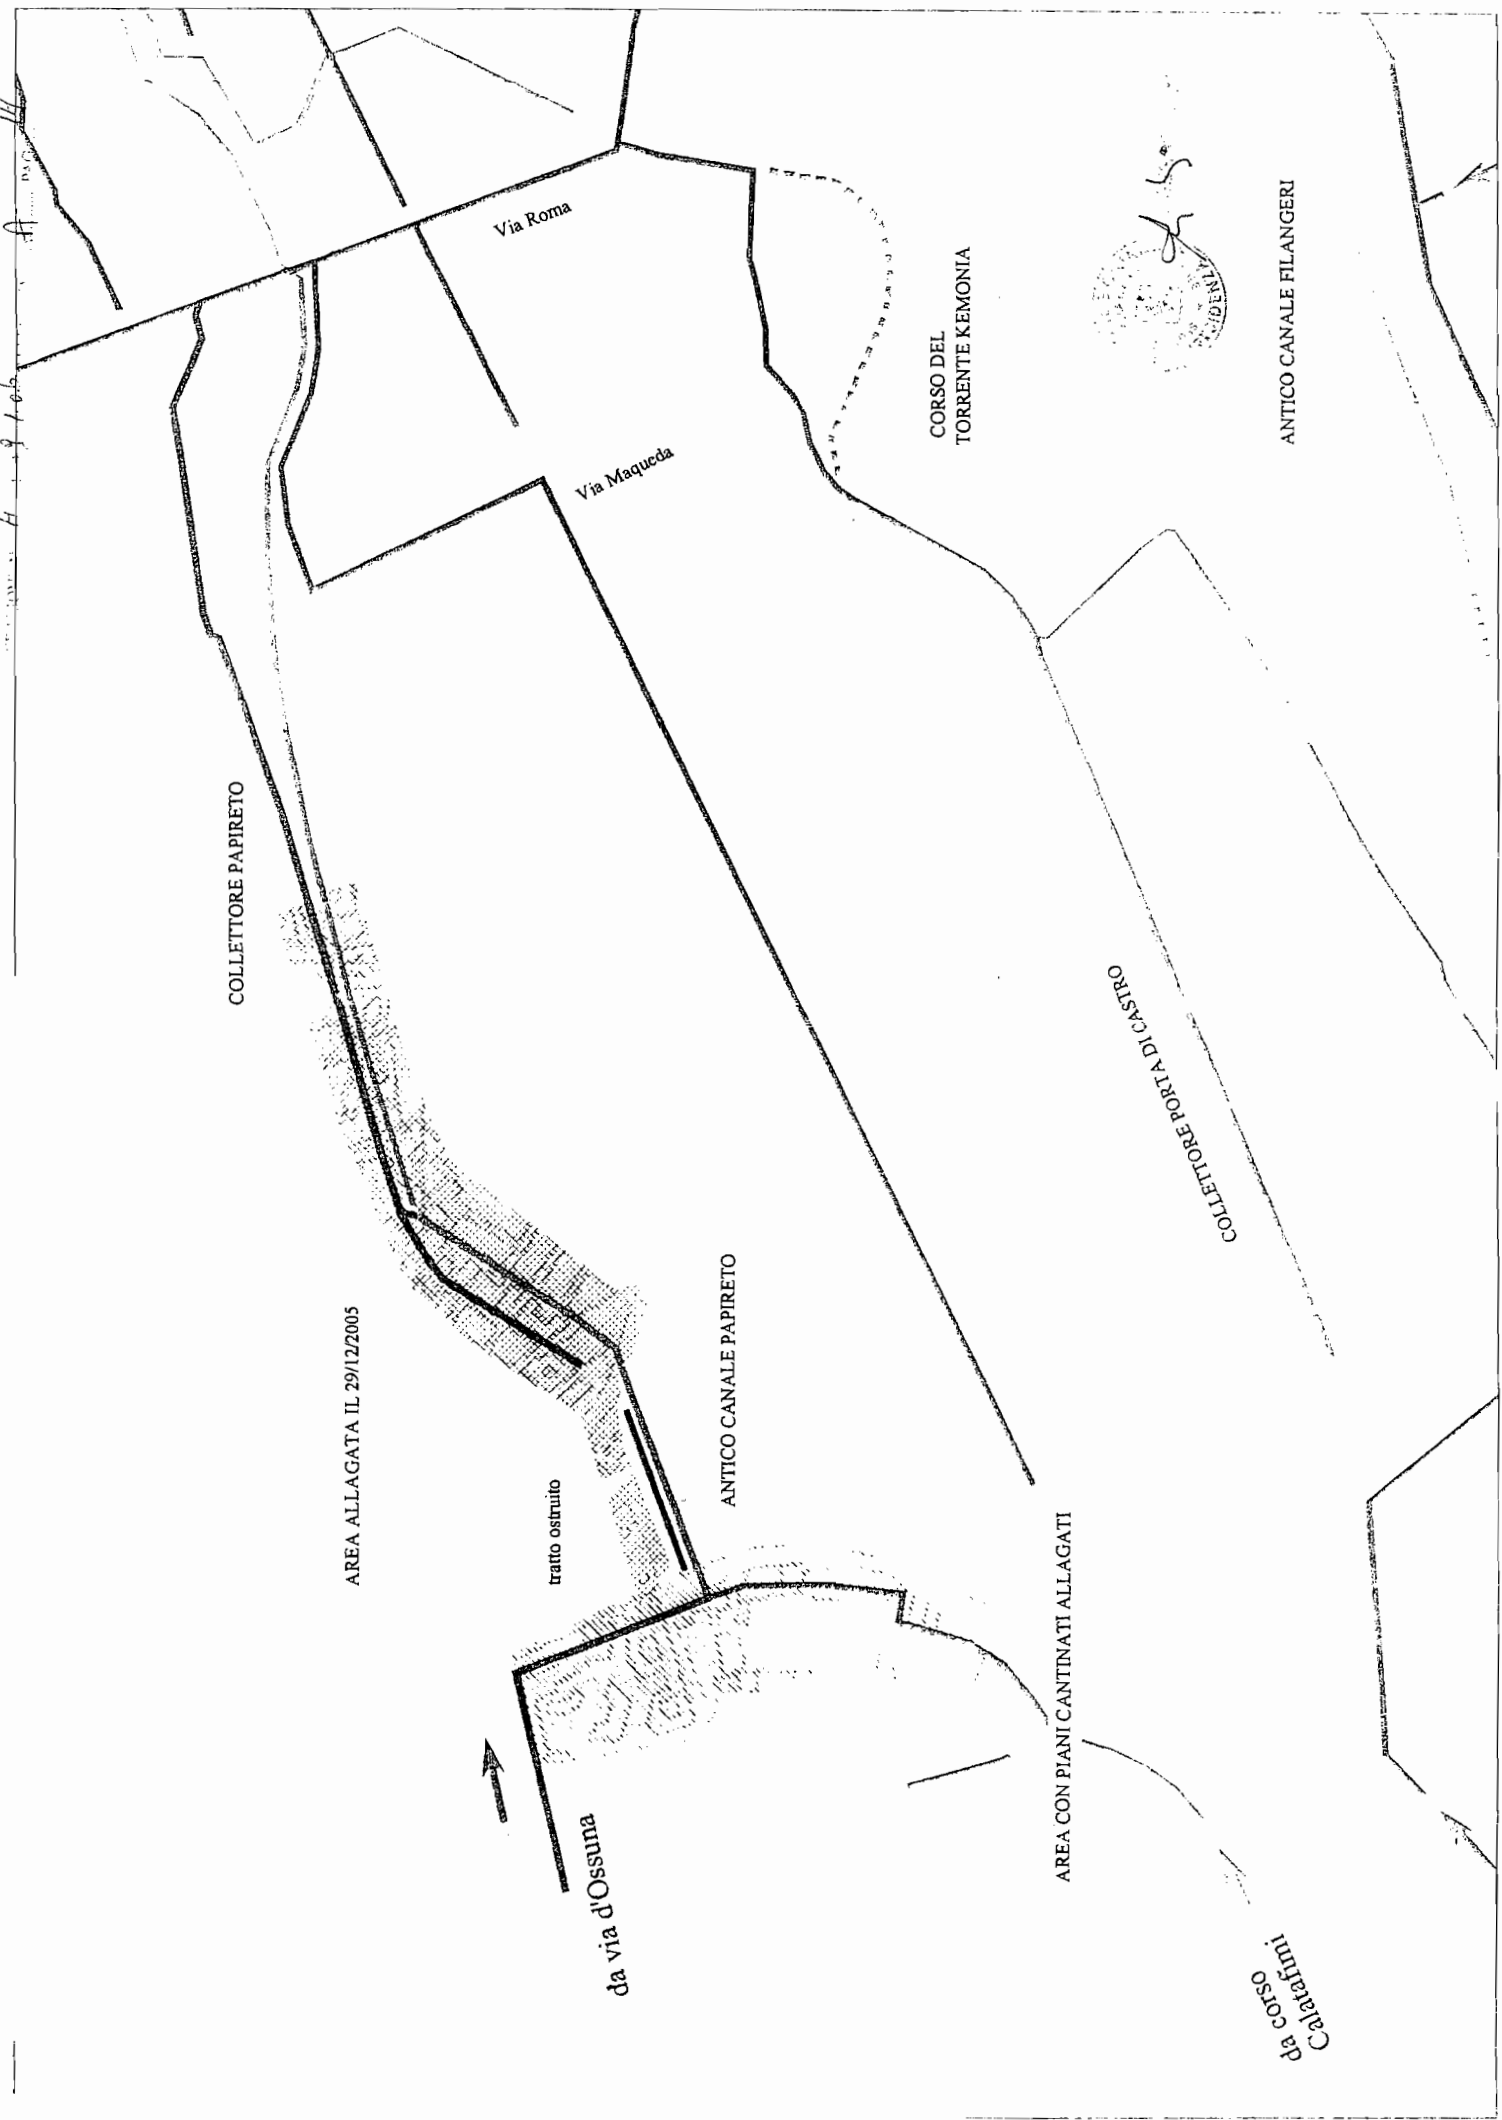 Via Roma
Via Maqueda
CORSO DEL
TORRENTE KEMONIA
ANTICO CANALE FILANGERI
COLLETTORE PAPIRETO
COLLETTORE PORTA DI CASTRO
AREA ALLAGATA IL 29/12/2005
tratto ostruito
ANTICO CANALE PAPIRETO
AREA CON PIANI CANTINATI ALLAGATI
da via d'Ossuna
da corso
Calatafimi